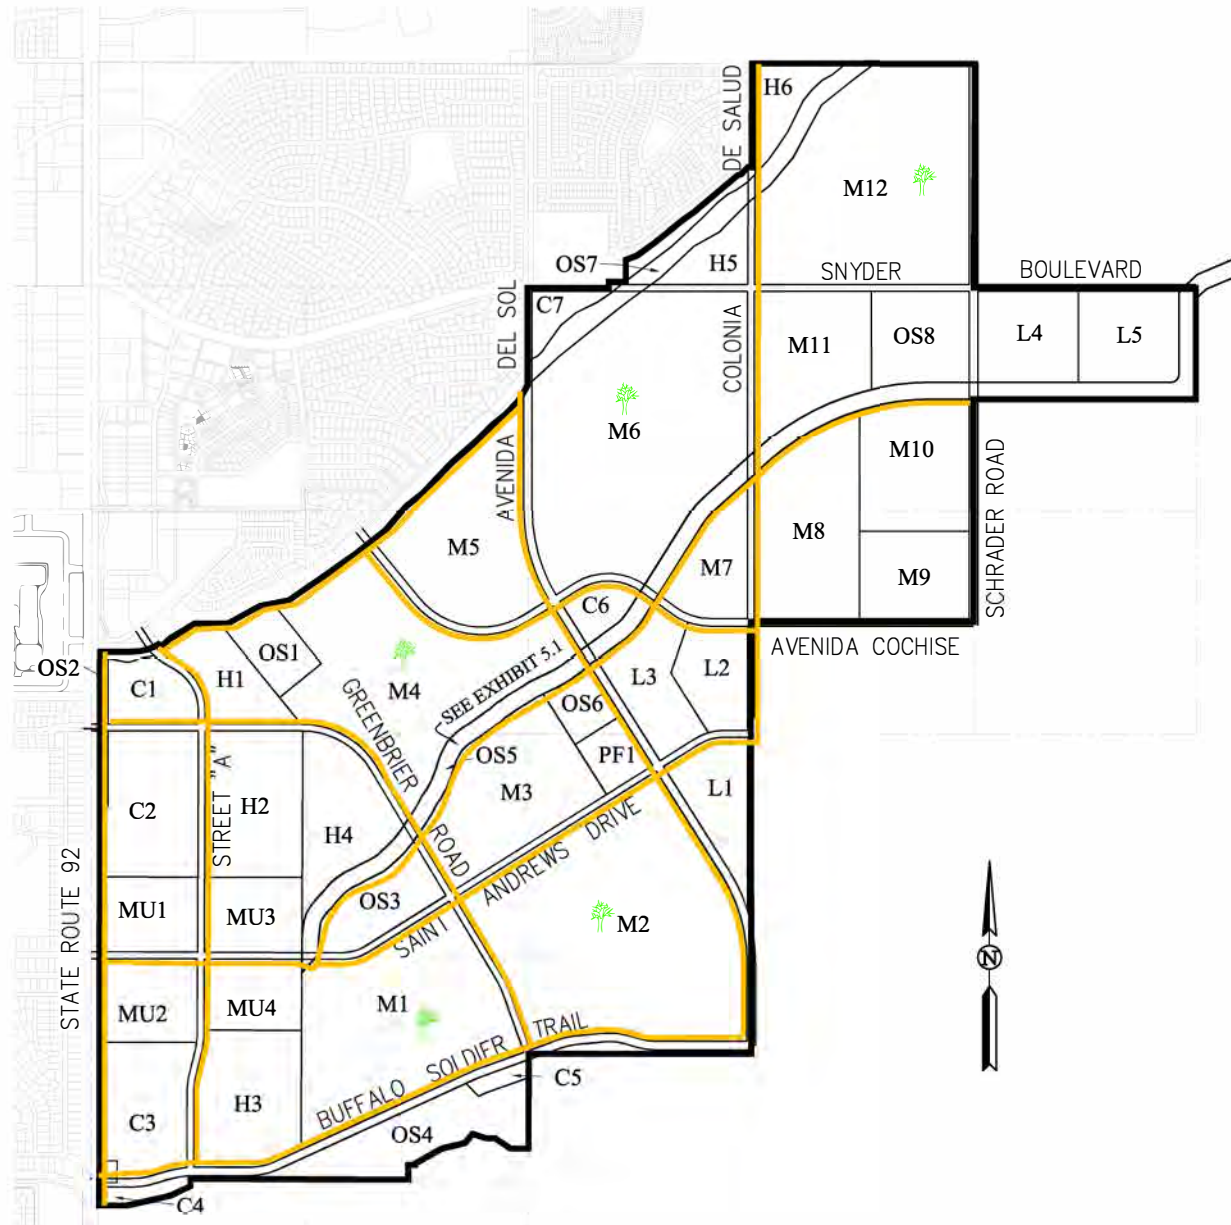 DE SALUD
H6
M12
OS7
H5
SNYDER
BOULEVARD
C7
DEL SOL
COLONIA
M11
OS8
L4
L5
M6
AVENIDA
M10
SCHRADER ROAD
M5
M8
M7
M9
C6
AVENIDA COCHISE
OS1
OS2
C1
H1
M4
GREENBRIER
ROAD
SEE EXHIBIT 5.1
L3
L2
OS6
OS5
PF1
M3
L1
C2
STREET "A"
H2
H4
ANDREWS DRIVE
SAINT
STATE ROUTE 92
MU1
MU3
OS3
M2
MU2
MU4
M1
N
BUFFALO SOLDIER TRAIL
C5
C3
H3
OS4
C4